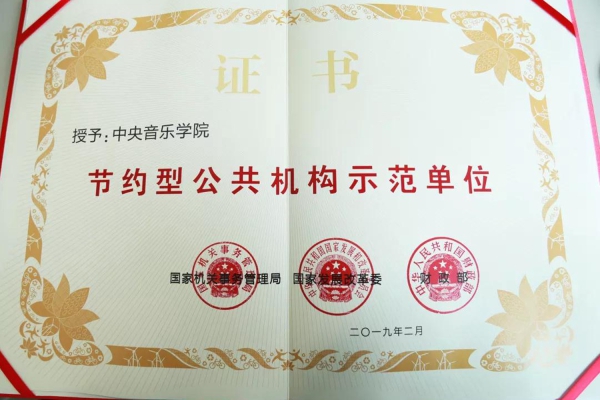 证书
授予:中央音乐学院
节约型公共机构示范单位
国家机关事务管理局 国家发展改革委 财政部
二〇一九年二月